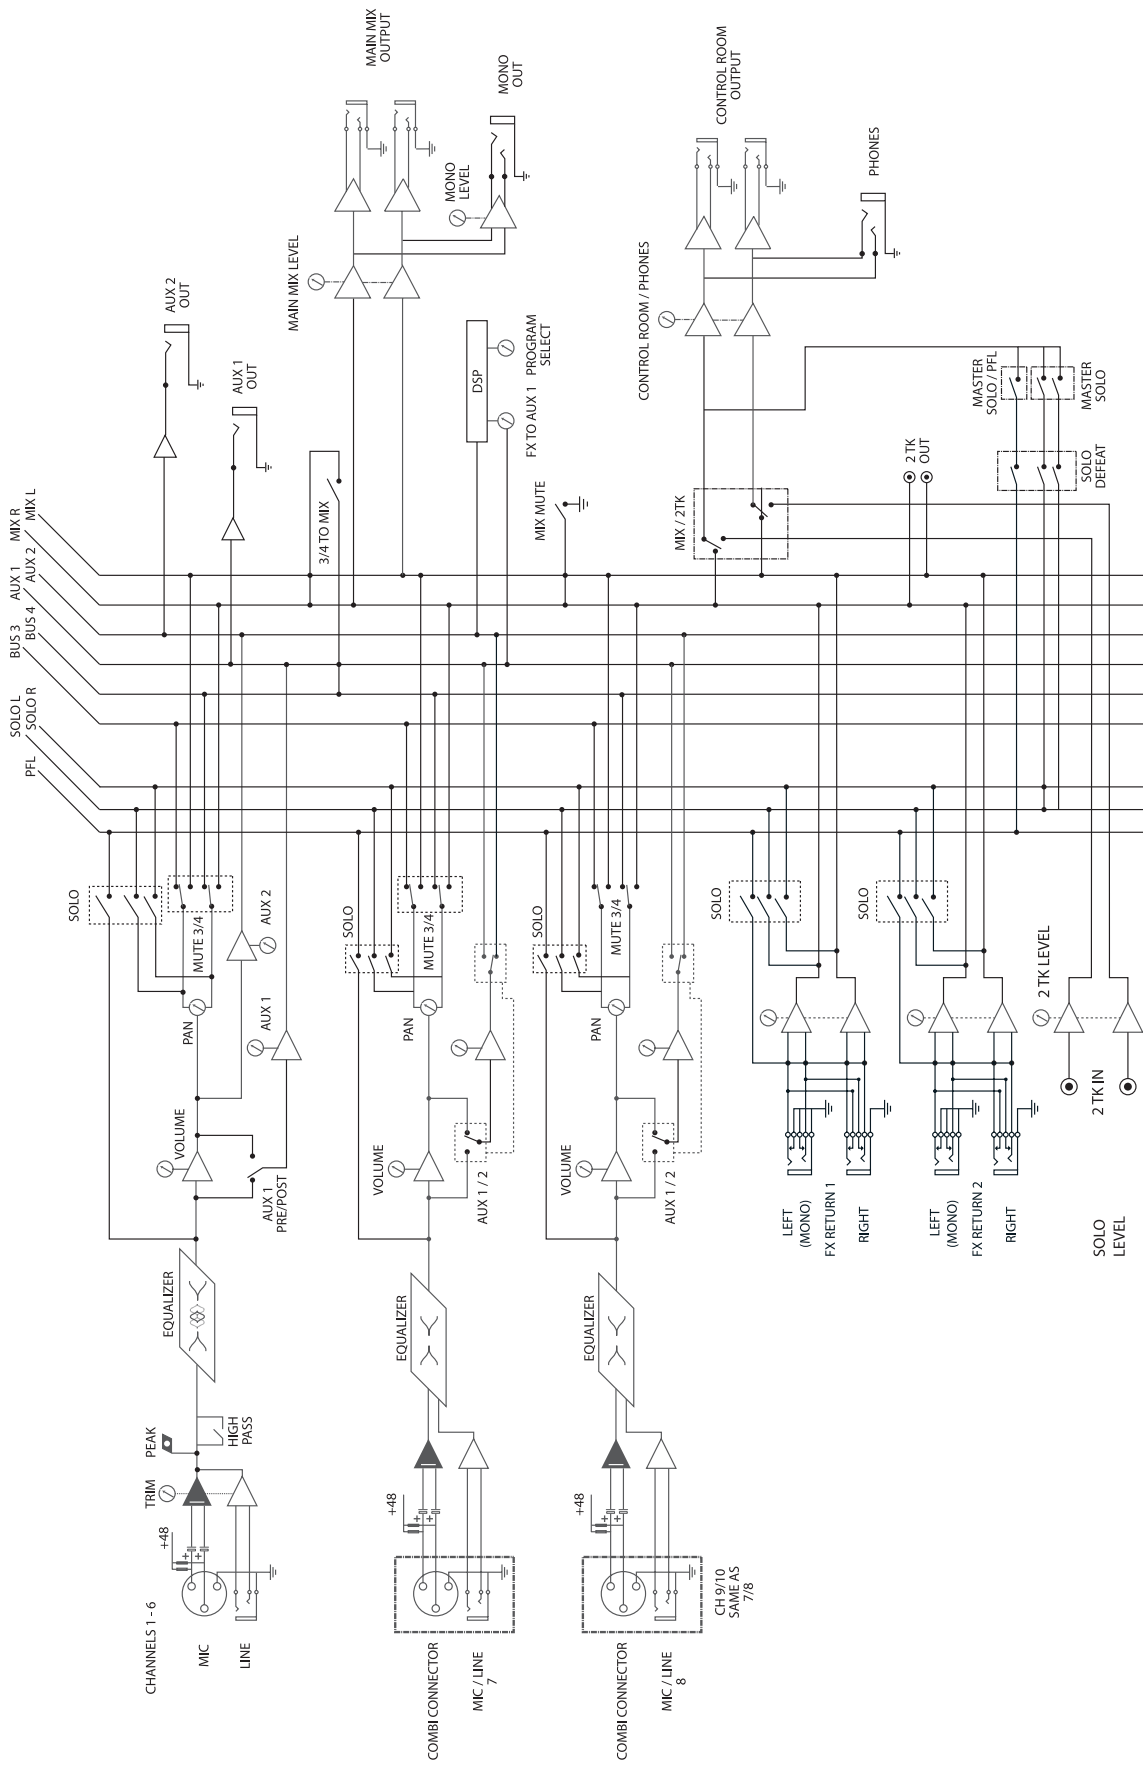 CHANNELS 1 - 6
MIC
LINE
+48
TRIM
PEAK
HIGH
PASS
EQUALIZER
AUX 1
PRE/POST
VOLUME
PAN
AUX 1
AUX 2
SOLO
MUTE 3/4
PFL
SOLO L
SOLO R
BUS 3
BUS 4
AUX 1
AUX 2
MIX R
MIX L
AUX 2
OUT
AUX 1
OUT
3/4 TO MIX
MAIN MIX LEVEL
MAIN MIX
OUTPUT
MONO
LEVEL
MONO
OUT
COMBI CONNECTOR
MIC / LINE
7
+48
EQUALIZER
VOLUME
AUX 1 / 2
PAN
SOLO
MUTE 3/4
DSP
FX TO AUX 1
PROGRAM
SELECT
MIX MUTE
COMBI CONNECTOR
MIC / LINE
8
+48
CH 9/10
SAME AS
7/8
EQUALIZER
VOLUME
AUX 1 / 2
PAN
SOLO
MUTE 3/4
MIX / 2TK
CONTROL ROOM / PHONES
CONTROL ROOM
OUTPUT
PHONES
LEFT
(MONO)
FX RETURN 1
RIGHT
SOLO
LEFT
(MONO)
FX RETURN 2
RIGHT
SOLO
2 TK
OUT
MASTER
SOLO / PFL
MASTER
SOLO
SOLO
DEFEAT
SOLO
LEVEL
2 TK IN
2 TK LEVEL